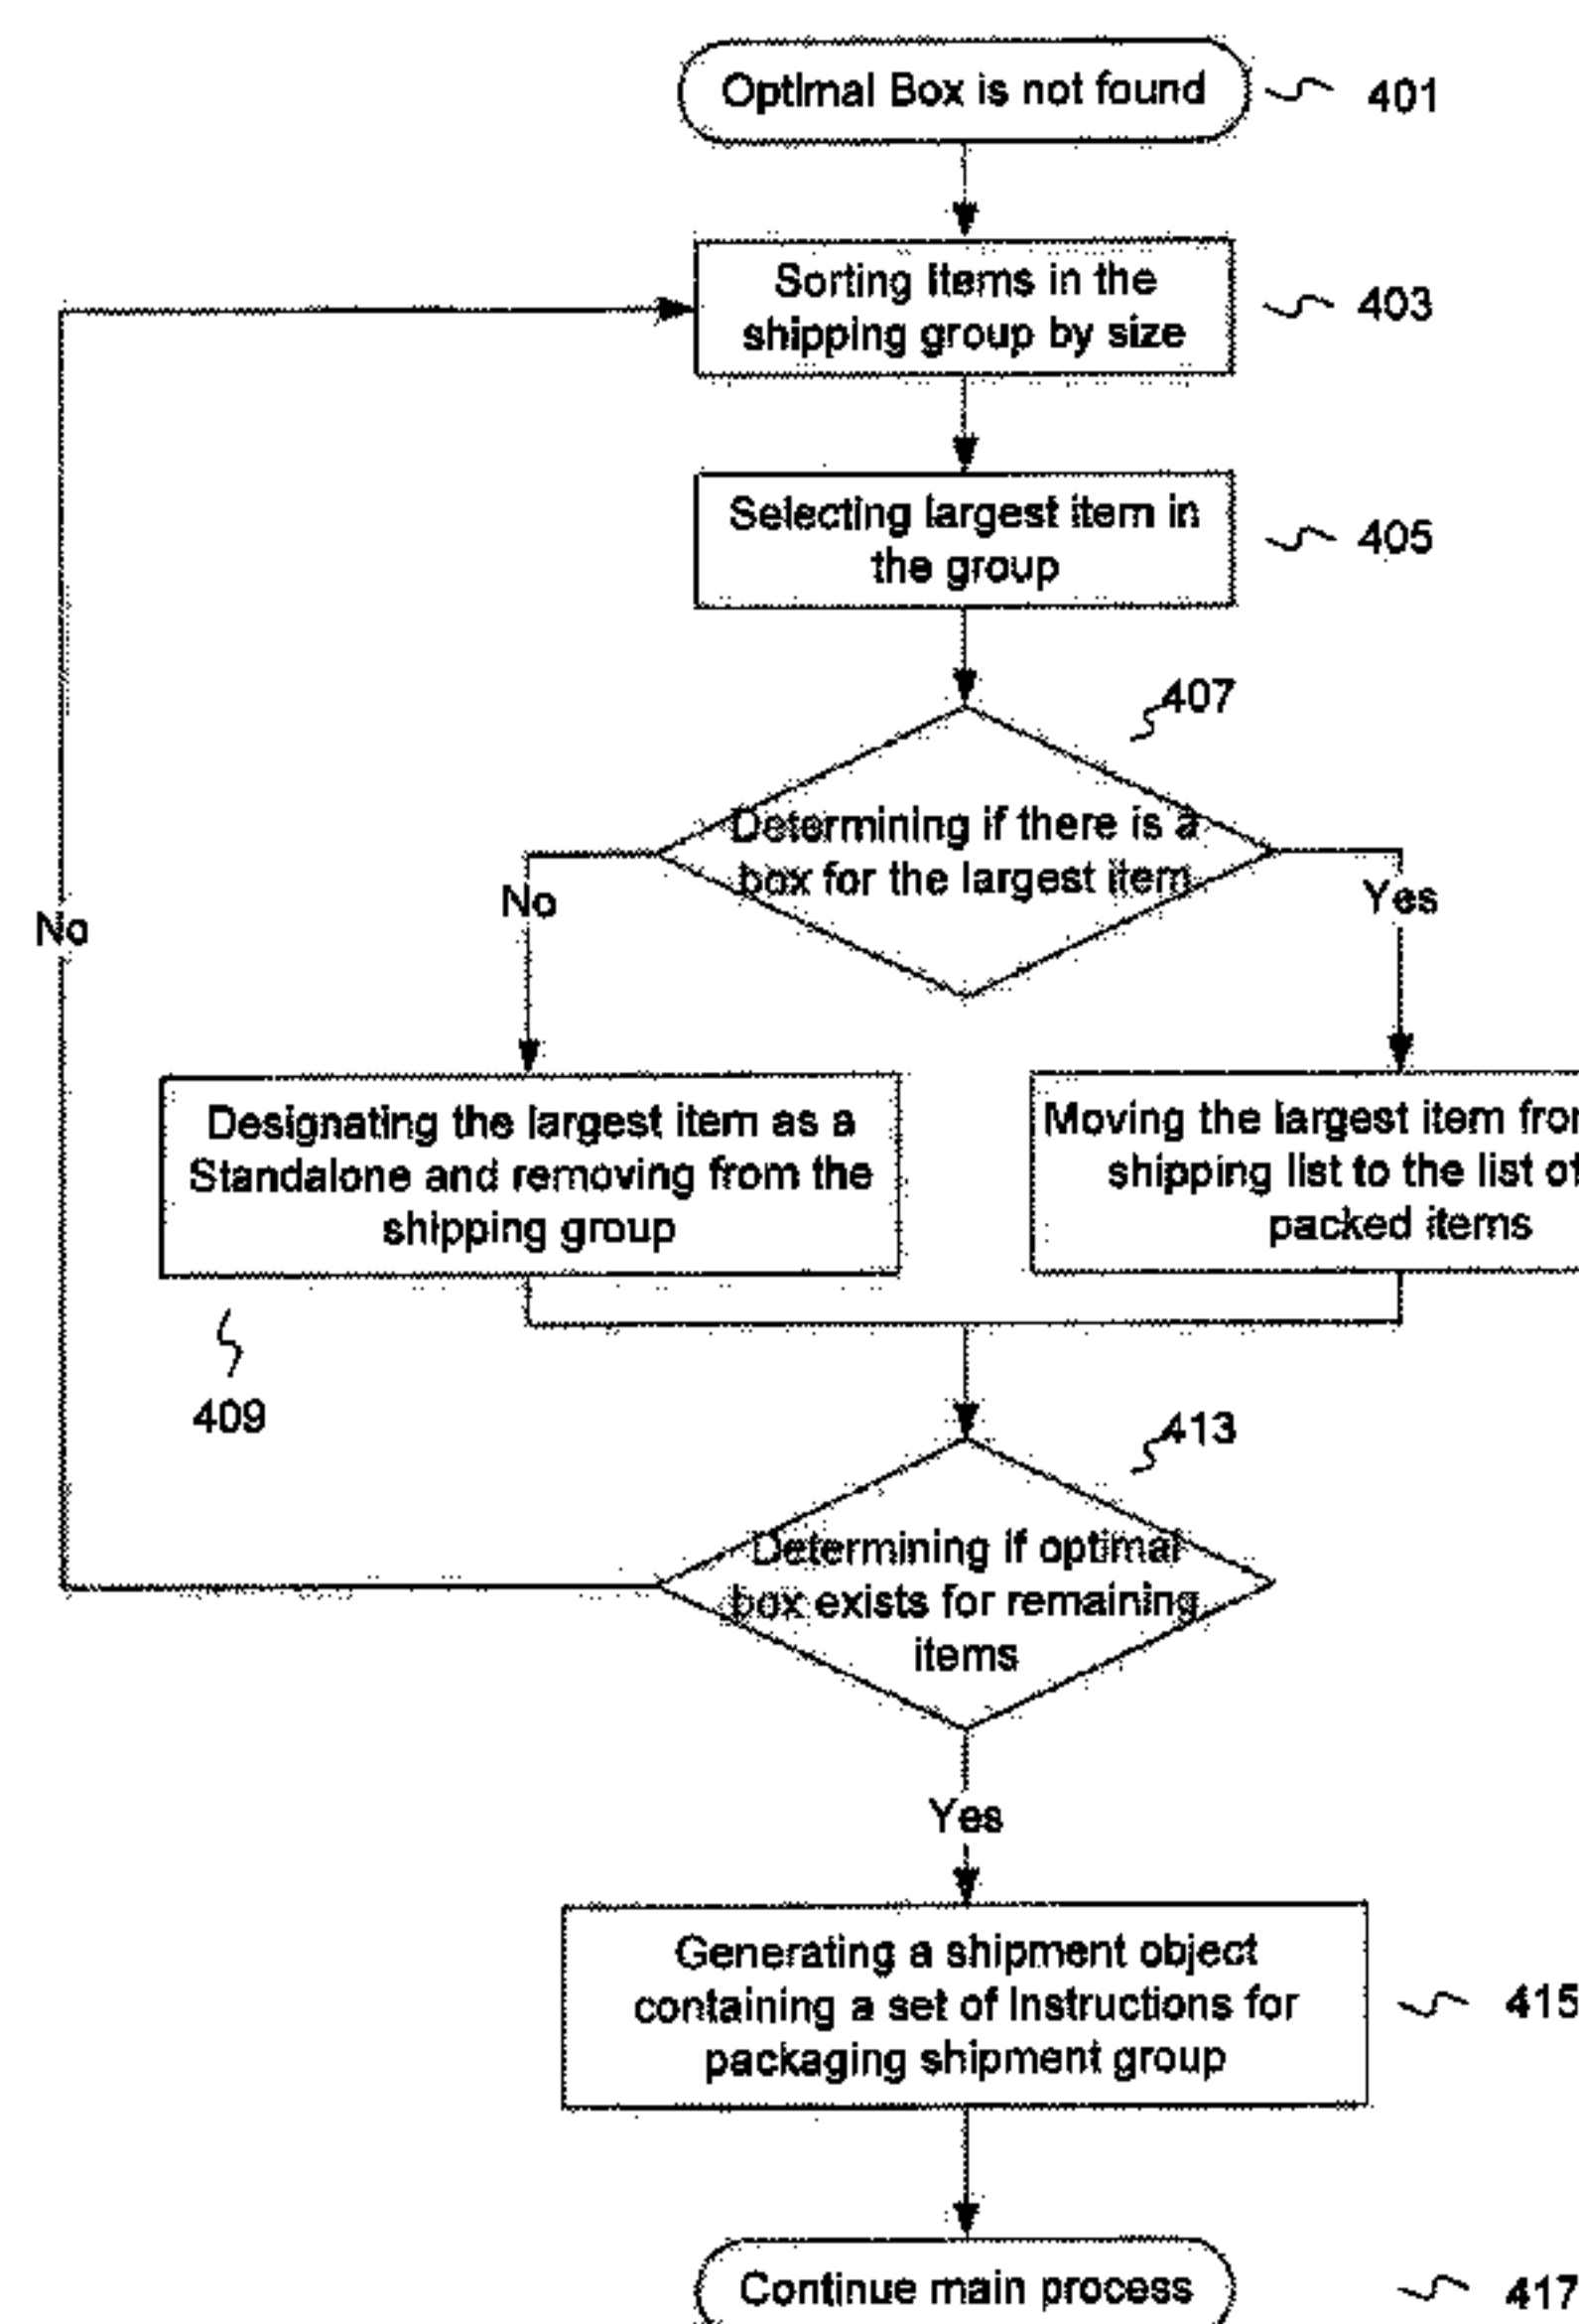 Optimal Box is not found
401
Sorting Items in the
shipping group by size
403
Selecting largest item in
the group
405
407
Determining if there is a
box for the largest item
No
Yes
No
Designating the largest item as a
Standalone and removing from the
shipping group
Moving the largest item from
shipping list to the list of
packed items
409
413
Determining if optimal
box exists for remaining
items
Yes
Generating a shipment object
containing a set of Instructions for
packaging shipment group
415
Continue main process
417